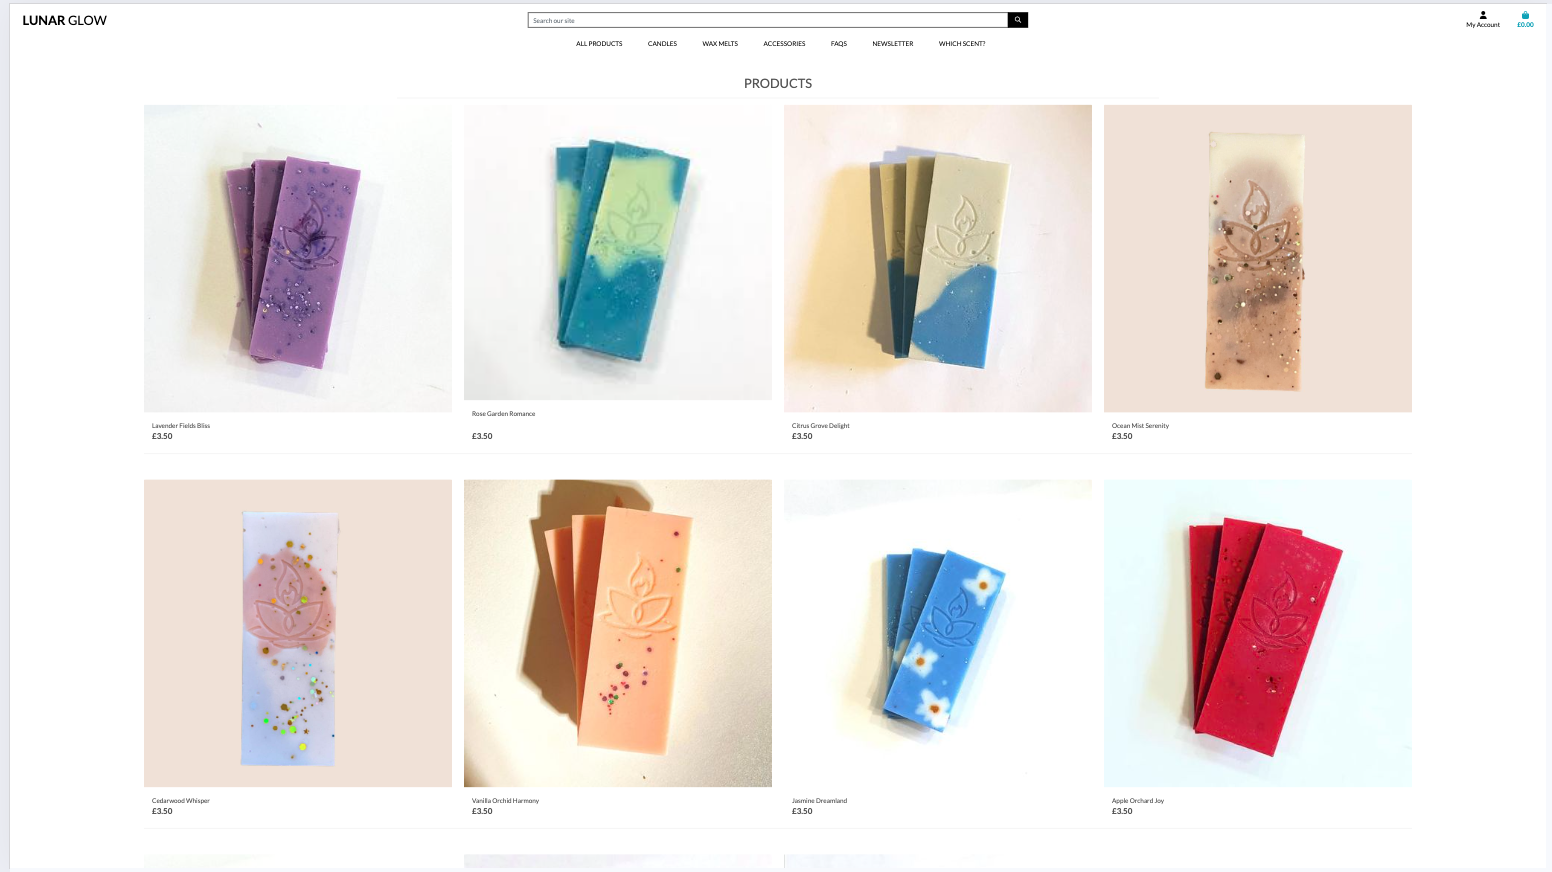 LUNAR GLOW
Search our site
My Account
£0.00
ALL PRODUCTS
CANDLES
WAX MELTS
ACCESSORIES
FAQS
NEWSLETTER
WHICH SCENT?
PRODUCTS
Lavender Fields Bliss
£3.50
Rose Garden Romance
£3.50
Citrus Grove Delight
£3.50
Ocean Mist Serenity
£3.50
Cedarwood Whisper
£3.50
Vanilla Orchid Harmony
£3.50
Jasmine Dreamland
£3.50
Apple Orchard Joy
£3.50